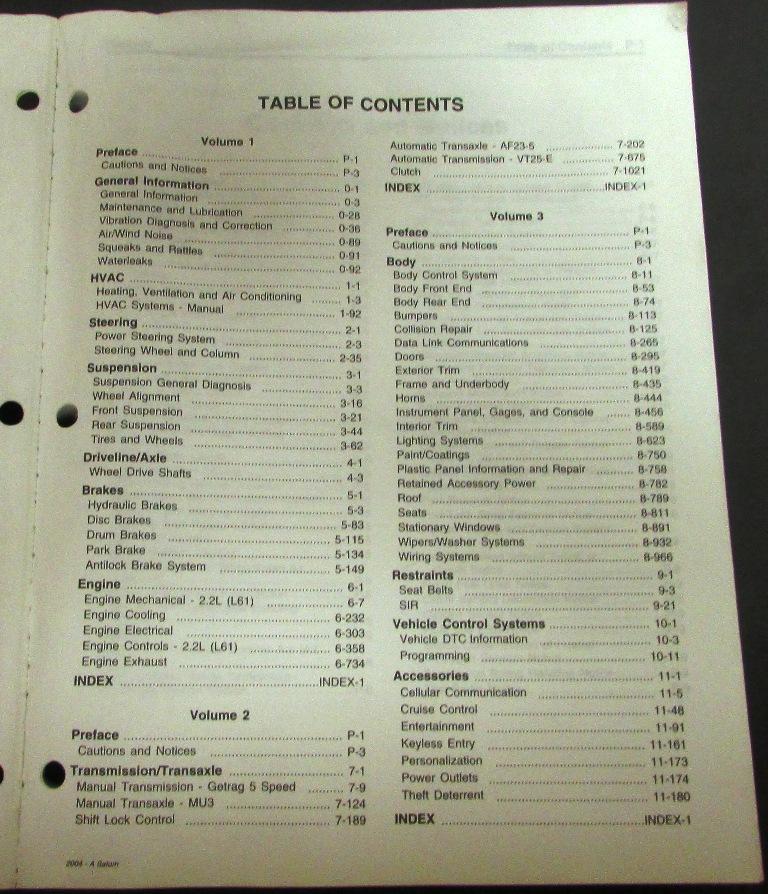 TABLE OF CONTENTS
Volume 1
Preface ........ P-1
Cautions and Notices ........ P-3
General Information ........ 0-1
General Information ........ 0-3
Maintenance and Lubrication ........ 0-28
Vibration Diagnosis and Correction ........ 0-36
Air/Wind Noise ........ 0-89
Squeaks and Rattles ........ 0-91
Waterleaks ........ 0-92
HVAC ........ 1-1
Heating, Ventilation and Air Conditioning ........ 1-3
HVAC Systems - Manual ........ 1-92
Steering ........ 2-1
Power Steering System ........ 2-3
Steering Wheel and Column ........ 2-35
Suspension ........ 3-1
Suspension General Diagnosis ........ 3-3
Wheel Alignment ........ 3-16
Front Suspension ........ 3-21
Rear Suspension ........ 3-44
Tires and Wheels ........ 3-62
Driveline/Axle ........ 4-1
Wheel Drive Shafts ........ 4-3
Brakes ........ 5-1
Hydraulic Brakes ........ 5-3
Disc Brakes ........ 5-83
Drum Brakes ........ 5-115
Park Brake ........ 5-134
Antilock Brake System ........ 5-149
Engine ........ 6-1
Engine Mechanical - 2.2L (L61) ........ 6-7
Engine Cooling ........ 6-232
Engine Electrical ........ 6-303
Engine Controls - 2.2L (L61) ........ 6-358
Engine Exhaust ........ 6-734
INDEX ........ INDEX-1
Volume 2
Preface ........ P-1
Cautions and Notices ........ P-3
Transmission/Transaxle ........ 7-1
Manual Transmission - Getrag 5 Speed ........ 7-9
Manual Transaxle - MU3 ........ 7-124
Shift Lock Control ........ 7-189
Automatic Transaxle - AF23-5 ........ 7-202
Automatic Transmission - VT25-E ........ 7-675
Clutch ........ 7-1021
INDEX ........ INDEX-1
Volume 3
Preface ........ P-1
Cautions and Notices ........ P-3
Body ........ 8-1
Body Control System ........ 8-11
Body Front End ........ 8-53
Body Rear End ........ 8-74
Bumpers ........ 8-113
Collision Repair ........ 8-125
Data Link Communications ........ 8-265
Doors ........ 8-295
Exterior Trim ........ 8-419
Frame and Underbody ........ 8-435
Horns ........ 8-444
Instrument Panel, Gages, and Console ........ 8-456
Interior Trim ........ 8-589
Lighting Systems ........ 8-623
Paint/Coatings ........ 8-750
Plastic Panel Information and Repair ........ 8-758
Retained Accessory Power ........ 8-782
Roof ........ 8-789
Seats ........ 8-811
Stationary Windows ........ 8-891
Wipers/Washer Systems ........ 8-932
Wiring Systems ........ 8-966
Restraints ........ 9-1
Seat Belts ........ 9-3
SIR ........ 9-21
Vehicle Control Systems ........ 10-1
Vehicle DTC Information ........ 10-3
Programming ........ 10-11
Accessories ........ 11-1
Cellular Communication ........ 11-5
Cruise Control ........ 11-48
Entertainment ........ 11-91
Keyless Entry ........ 11-161
Personalization ........ 11-173
Power Outlets ........ 11-174
Theft Deterrent ........ 11-180
INDEX ........ INDEX-1
2004 - A Saturn